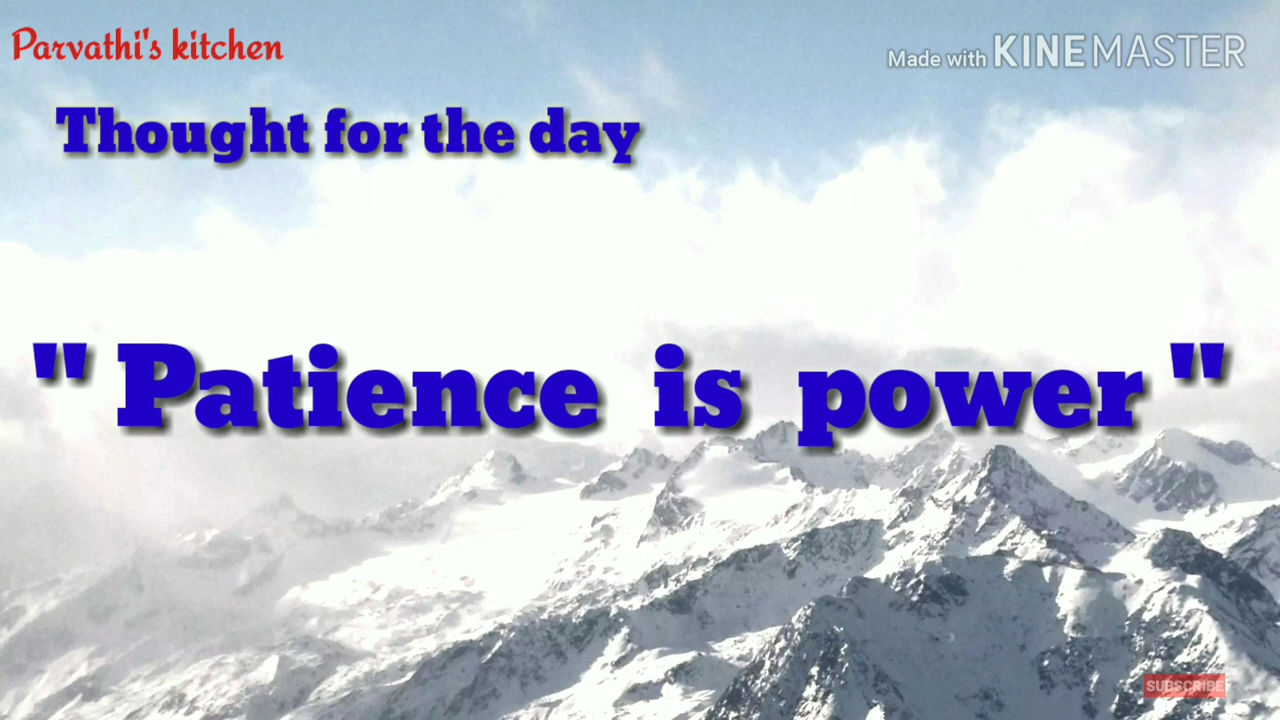 Parvathi's kitchen
Made with KINEMASTER
Thought for the day
" Patience is power "
SUBSCRIBE